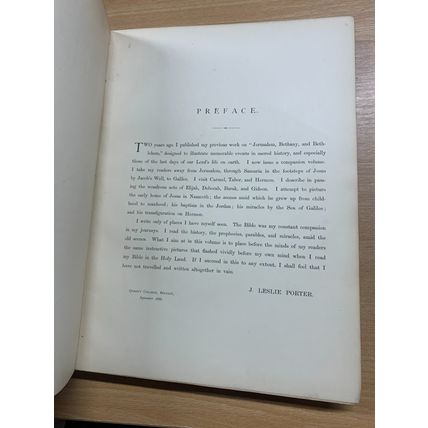 PREFACE.
TWO years ago I published my previous work on "Jerusalem, Bethany, and Beth-
lehem," designed to illustrate memorable events in sacred history, and especially
those of the last days of our Lord's life on earth. I now issue a companion volume.
I take my readers away from Jerusalem, through Samaria in the footsteps of Jesus
by Jacob's Well, to Galilee. I visit Carmel, Tabor, and Hermon. I describe in pass-
ing the wondrous acts of Elijah, Deborah, Barak, and Gideon. I attempt to picture
the early home of Jesus in Nazareth; the scenes amid which he grew up from child-
hood to manhood; his baptism in the Jordan; his miracles by the Sea of Galilee;
and his transfiguration on Hermon.
I write only of places I have myself seen. The Bible was my constant companion
in my journeys. I read the history, the prophecies, parables, and miracles, amid the
old scenes. What I aim at in this volume is to place before the minds of my readers
the same instructive pictures that flashed vividly before my own mind when I read
my Bible in the Holy Land. If I succeed in this to any extent, I shall feel that I
have not travelled and written altogether in vain.
J. LESLIE PORTER.
QUEEN'S COLLEGE, BELFAST,
September